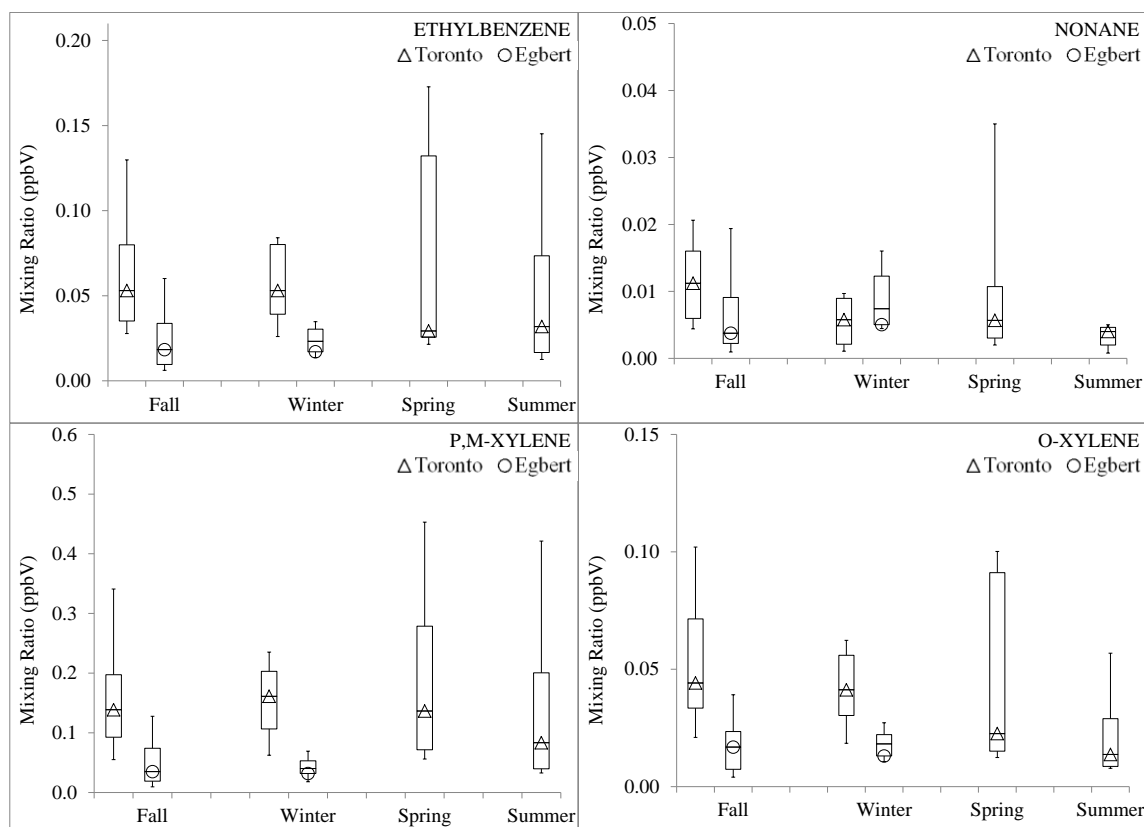 ETHYLBENZENE
△ Toronto ○ Egbert
Mixing Ratio (ppbV)
0.20
0.15
0.10
0.05
0.00
Fall Winter Spring Summer
NONANE
△ Toronto ○ Egbert
Mixing Ratio (ppbV)
0.05
0.04
0.03
0.02
0.01
0.00
Fall Winter Spring Summer
P,M-XYLENE
△ Toronto ○ Egbert
Mixing Ratio (ppbV)
0.6
0.5
0.4
0.3
0.2
0.1
0.0
Fall Winter Spring Summer
O-XYLENE
△ Toronto ○ Egbert
Mixing Ratio (ppbV)
0.15
0.10
0.05
0.00
Fall Winter Spring Summer